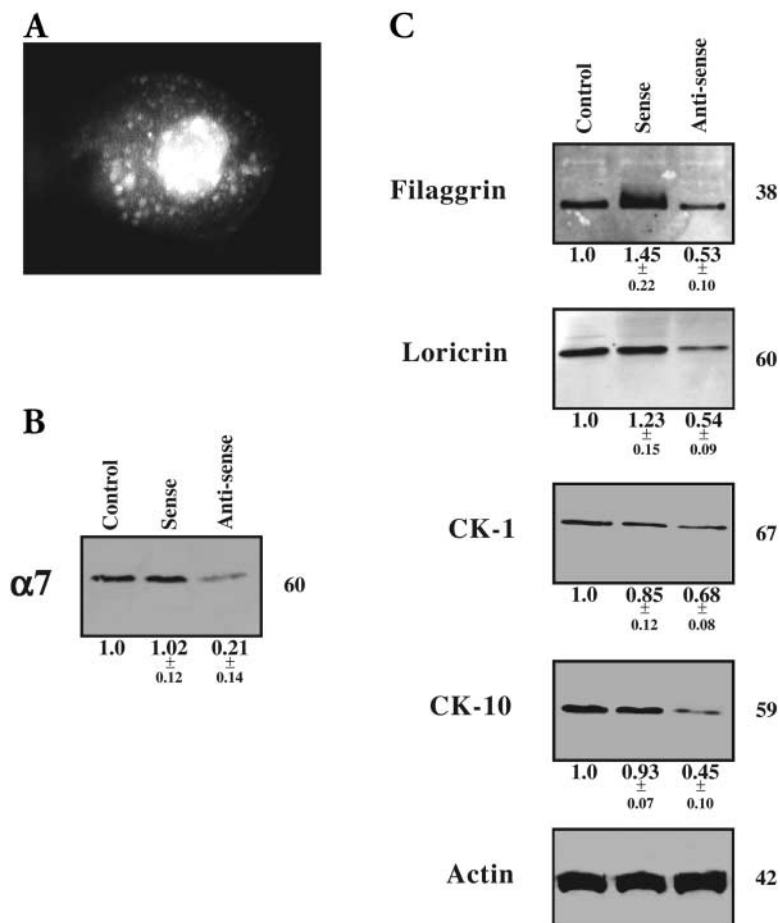 A
B
Control
Sense
Anti-sense
α7
60
1.0 1.02 0.21
± ±
0.12 0.14
C
Control
Sense
Anti-sense
Filaggrin
38
1.0 1.45 0.53
± ±
0.22 0.10
Loricrin
60
1.0 1.23 0.54
± ±
0.15 0.09
CK-1
67
1.0 0.85 0.68
± ±
0.12 0.08
CK-10
59
1.0 0.93 0.45
± ±
0.07 0.10
Actin
42